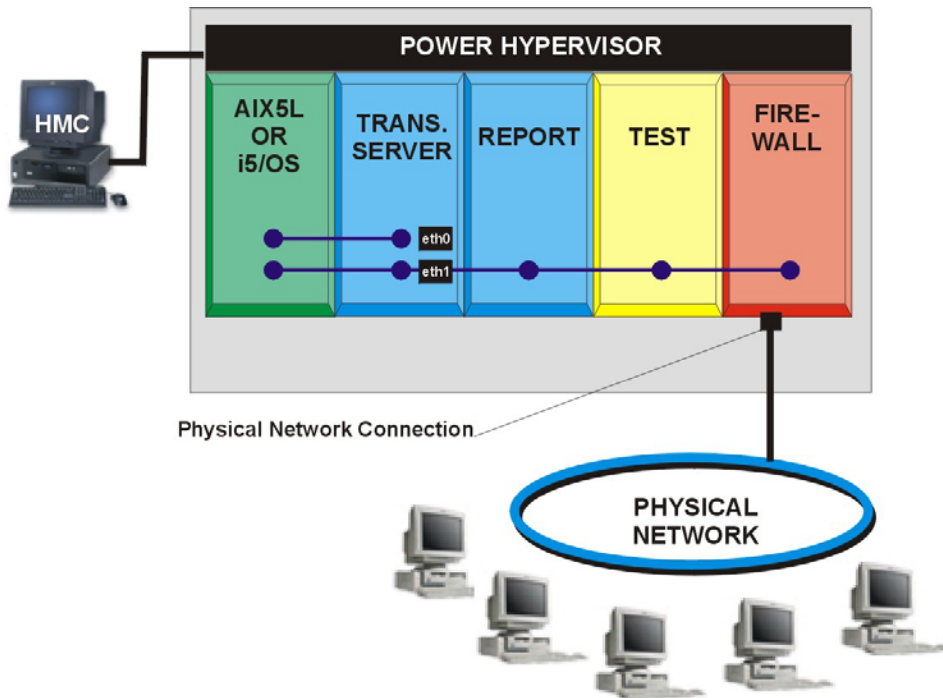 POWER HYPERVISOR
HMC
AIX5L
OR
i5/OS
TRANS.
SERVER
REPORT
TEST
FIRE-
WALL
eth0
eth1
Physical Network Connection
PHYSICAL
NETWORK